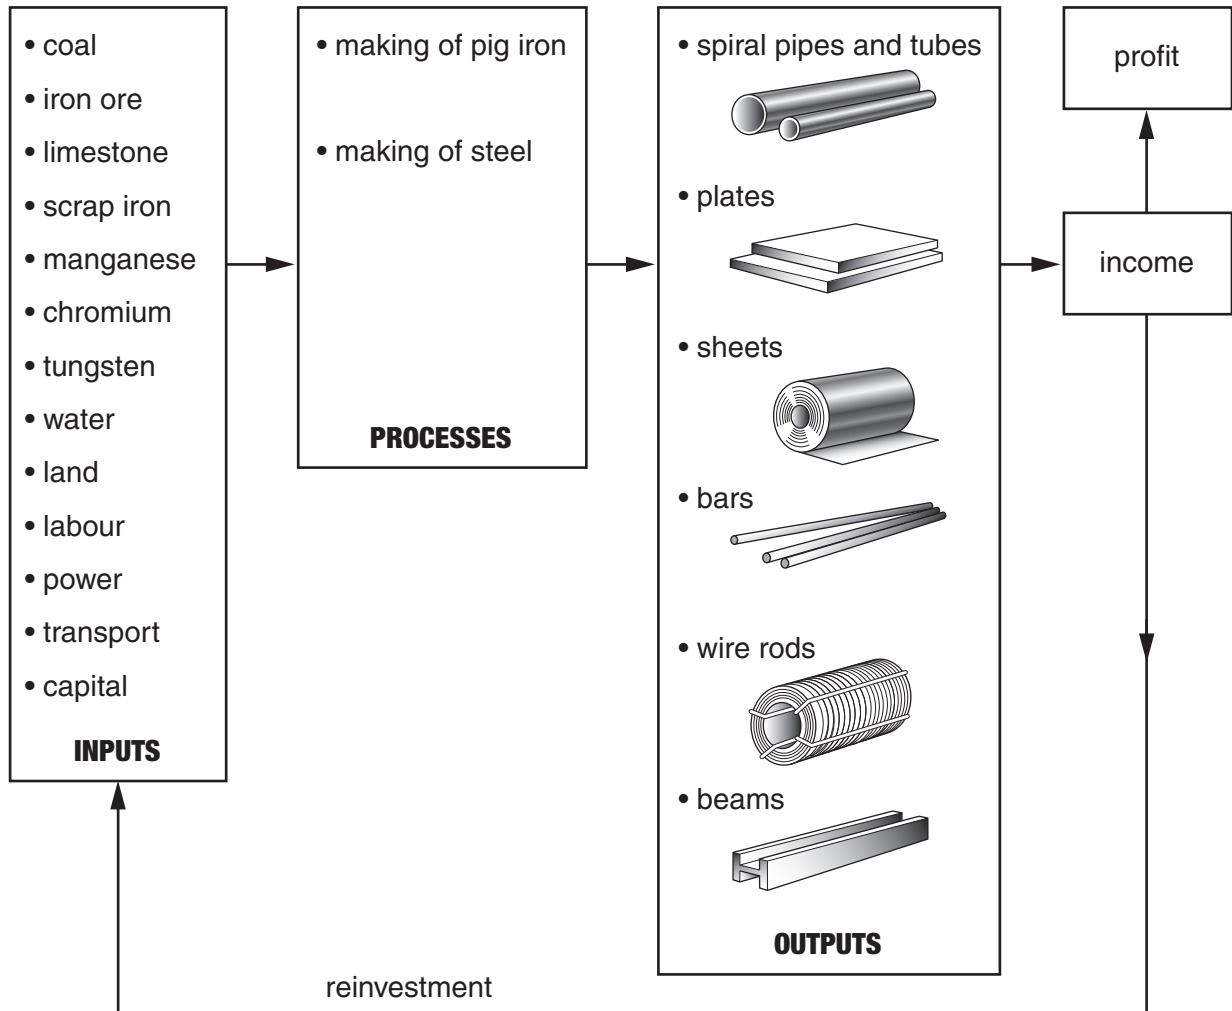 • coal
• iron ore
• limestone
• scrap iron
• manganese
• chromium
• tungsten
• water
• land
• labour
• power
• transport
• capital
INPUTS
• making of pig iron
• making of steel
PROCESSES
• spiral pipes and tubes
• plates
• sheets
• bars
• wire rods
• beams
OUTPUTS
profit
income
reinvestment